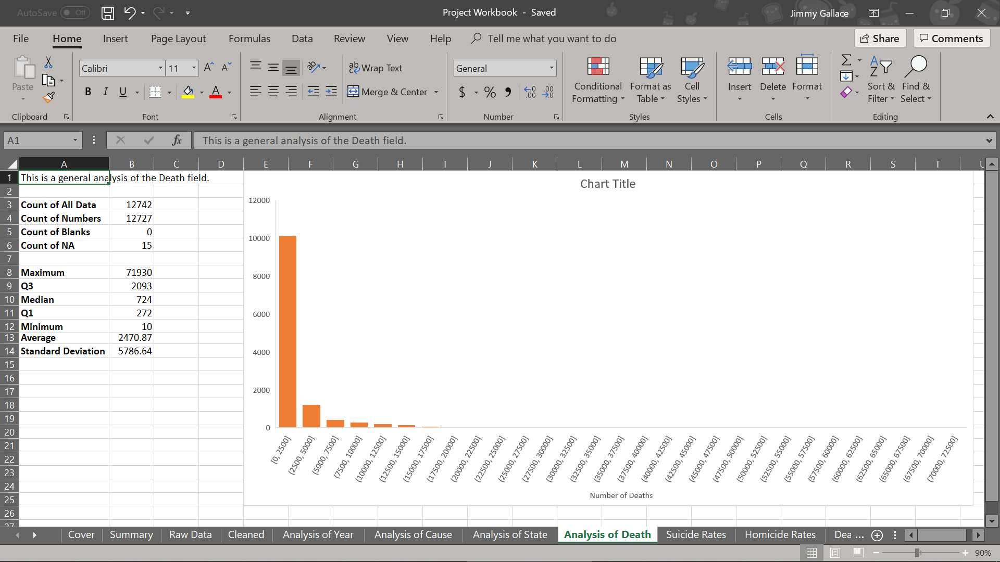 AutoSave Off
Project Workbook - Saved
Jimmy Gallace
File Home Insert Page Layout Formulas Data Review View Help Tell me what you want to do
Share Comments
Paste
Clipboard
Calibri 11
B I U
Font
Wrap Text
Merge & Center
Alignment
General
$ % 9 .00 .00
Number
Conditional Formatting
Format as Table
Cell Styles
Styles
Insert Delete Format
Cells
Sort & Filter
Find & Select
Editing
A1 fx This is a general analysis of the Death field.
A B C D E F G H I J K L M N O P Q R S T U
1 This is a general analysis of the Death field.
2
3 Count of All Data 12742
4 Count of Numbers 12727
5 Count of Blanks 0
6 Count of NA 15
7
8 Maximum 71930
9 Q3 2093
10 Median 724
11 Q1 272
12 Minimum 10
13 Average 2470.87
14 Standard Deviation 5786.64
15
16
17
18
19
20
21
22
23
24
25
26
27
Chart Title
12000
10000
8000
6000
4000
2000
0
[0, 2500]
(2500, 5000]
(5000, 7500]
(7500, 10000]
(10000, 12500]
(12500, 15000]
(15000, 17500]
(17500, 20000]
(20000, 22500]
(22500, 25000]
(25000, 27500]
(27500, 30000]
(30000, 32500]
(32500, 35000]
(35000, 37500]
(37500, 40000]
(40000, 42500]
(42500, 45000]
(45000, 47500]
(47500, 50000]
(50000, 52500]
(52500, 55000]
(55000, 57500]
(57500, 60000]
(60000, 62500]
(62500, 65000]
(65000, 67500]
(67500, 70000]
(70000, 72500]
Number of Deaths
Cover Summary Raw Data Cleaned Analysis of Year Analysis of Cause Analysis of State Analysis of Death Suicide Rates Homicide Rates Dea ...
90%